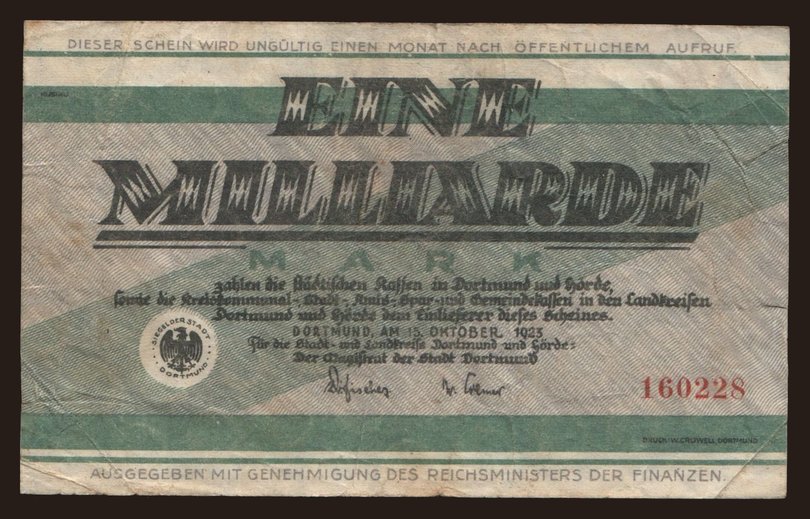 DIESER SCHEIN WIRD UNGÜLTIG EINEN MONAT NACH ÖFFENTLICHEM AUFRUF.
EINE
MILLIARDE
MARK
zahlen die städtischen Kassen in Dortmund und Hörde,
sowie die Kreiskommunal-, Stadt-, Amts-, Spar- und Gemeindekassen in den Landkreisen
Dortmund und Hörde dem Einlieferer dieses Scheines.
DORTMUND, AM 15. OKTOBER 1923
Für die Stadt- und Landkreise Dortmund und Hörde:
Der Magistrat der Stadt Dortmund
SIEGEL DER STADT
DORTMUND
160228
DRUCK: W. CRÜWELL, DORTMUND
AUSGEGEBEN MIT GENEHMIGUNG DES REICHSMINISTERS DER FINANZEN.